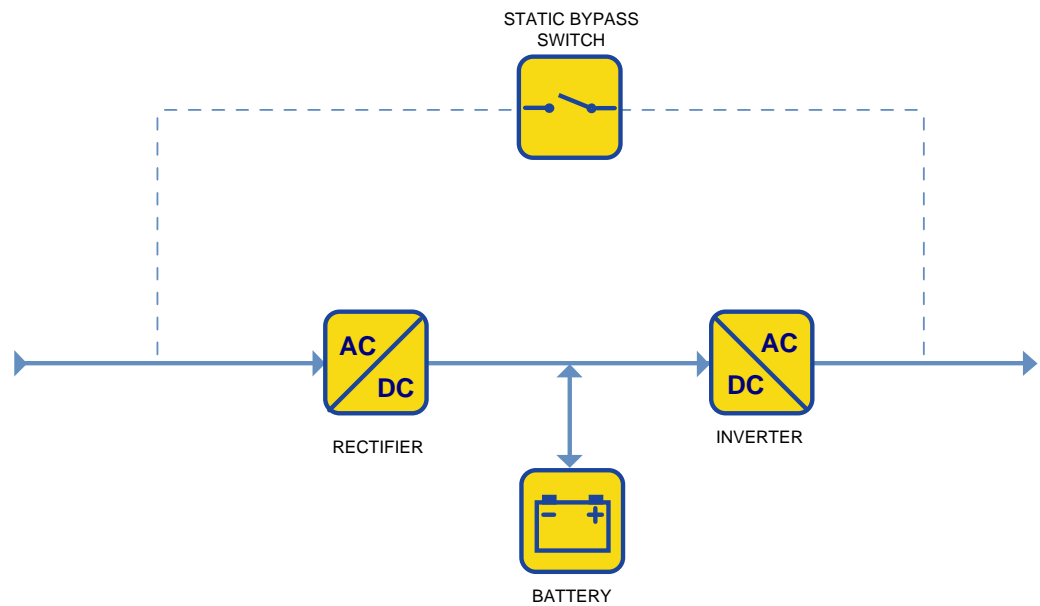 STATIC BYPASS
SWITCH
AC
DC
RECTIFIER
AC
DC
INVERTER
BATTERY